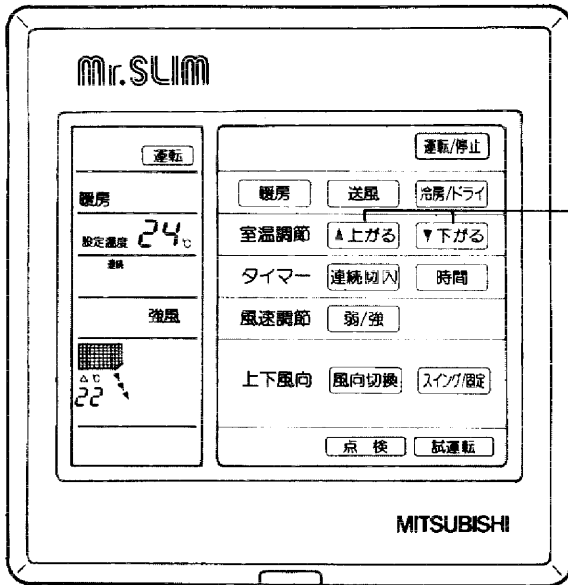 Mr.SLIM
運転
暖房
設定温度 24℃
連続
強風
△℃
22
運転/停止
暖房 送風 冷房/ドライ
室温調節 ▲上がる ▼下がる
タイマー 連続切入 時間
風速調節 弱/強
上下風向 風向切換 スイング/固定
点検 試運転
MITSUBISHI